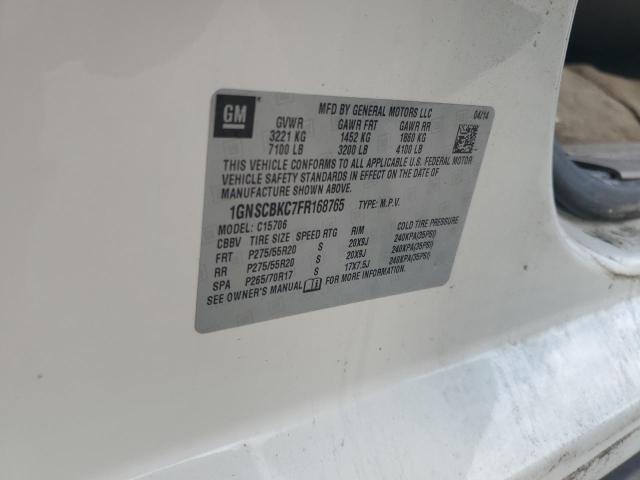 GM
MFD BY GENERAL MOTORS LLC 04/14
GVWR GAWR FRT GAWR RR
3221 KG 1452 KG 1860 KG
7100 LB 3200 LB 4100 LB
THIS VEHICLE CONFORMS TO ALL APPLICABLE U.S. FEDERAL MOTOR
VEHICLE SAFETY STANDARDS IN EFFECT ON THE DATE OF
MANUFACTURE SHOWN ABOVE.
1GNSCBKC7FR168765 TYPE: M.P.V.
MODEL: C15706
CBBV TIRE SIZE SPEED RTG RIM COLD TIRE PRESSURE
FRT P275/55R20 S 20X9J 240KPA(35PSI)
RR P275/55R20 S 20X9J 240KPA(35PSI)
SPA P265/70R17 S 17X7.5J 240KPA(35PSI)
SEE OWNER'S MANUAL FOR MORE INFORMATION.